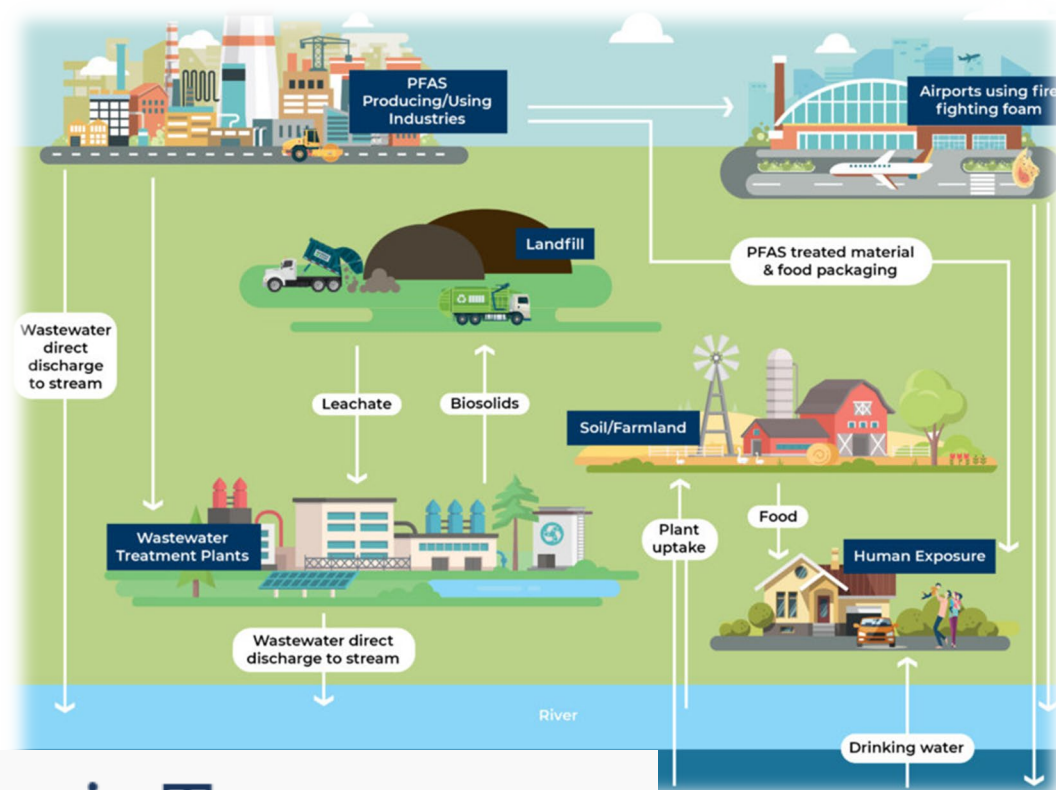 PFAS
Producing/Using
Industries
Airports using fire
fighting foam
Landfill
PFAS treated material
& food packaging
Wastewater
direct
discharge
to stream
Leachate
Biosolids
Soil/Farmland
Wastewater
Treatment Plants
Plant
uptake
Food
Human Exposure
Wastewater direct
discharge to stream
River
Drinking water